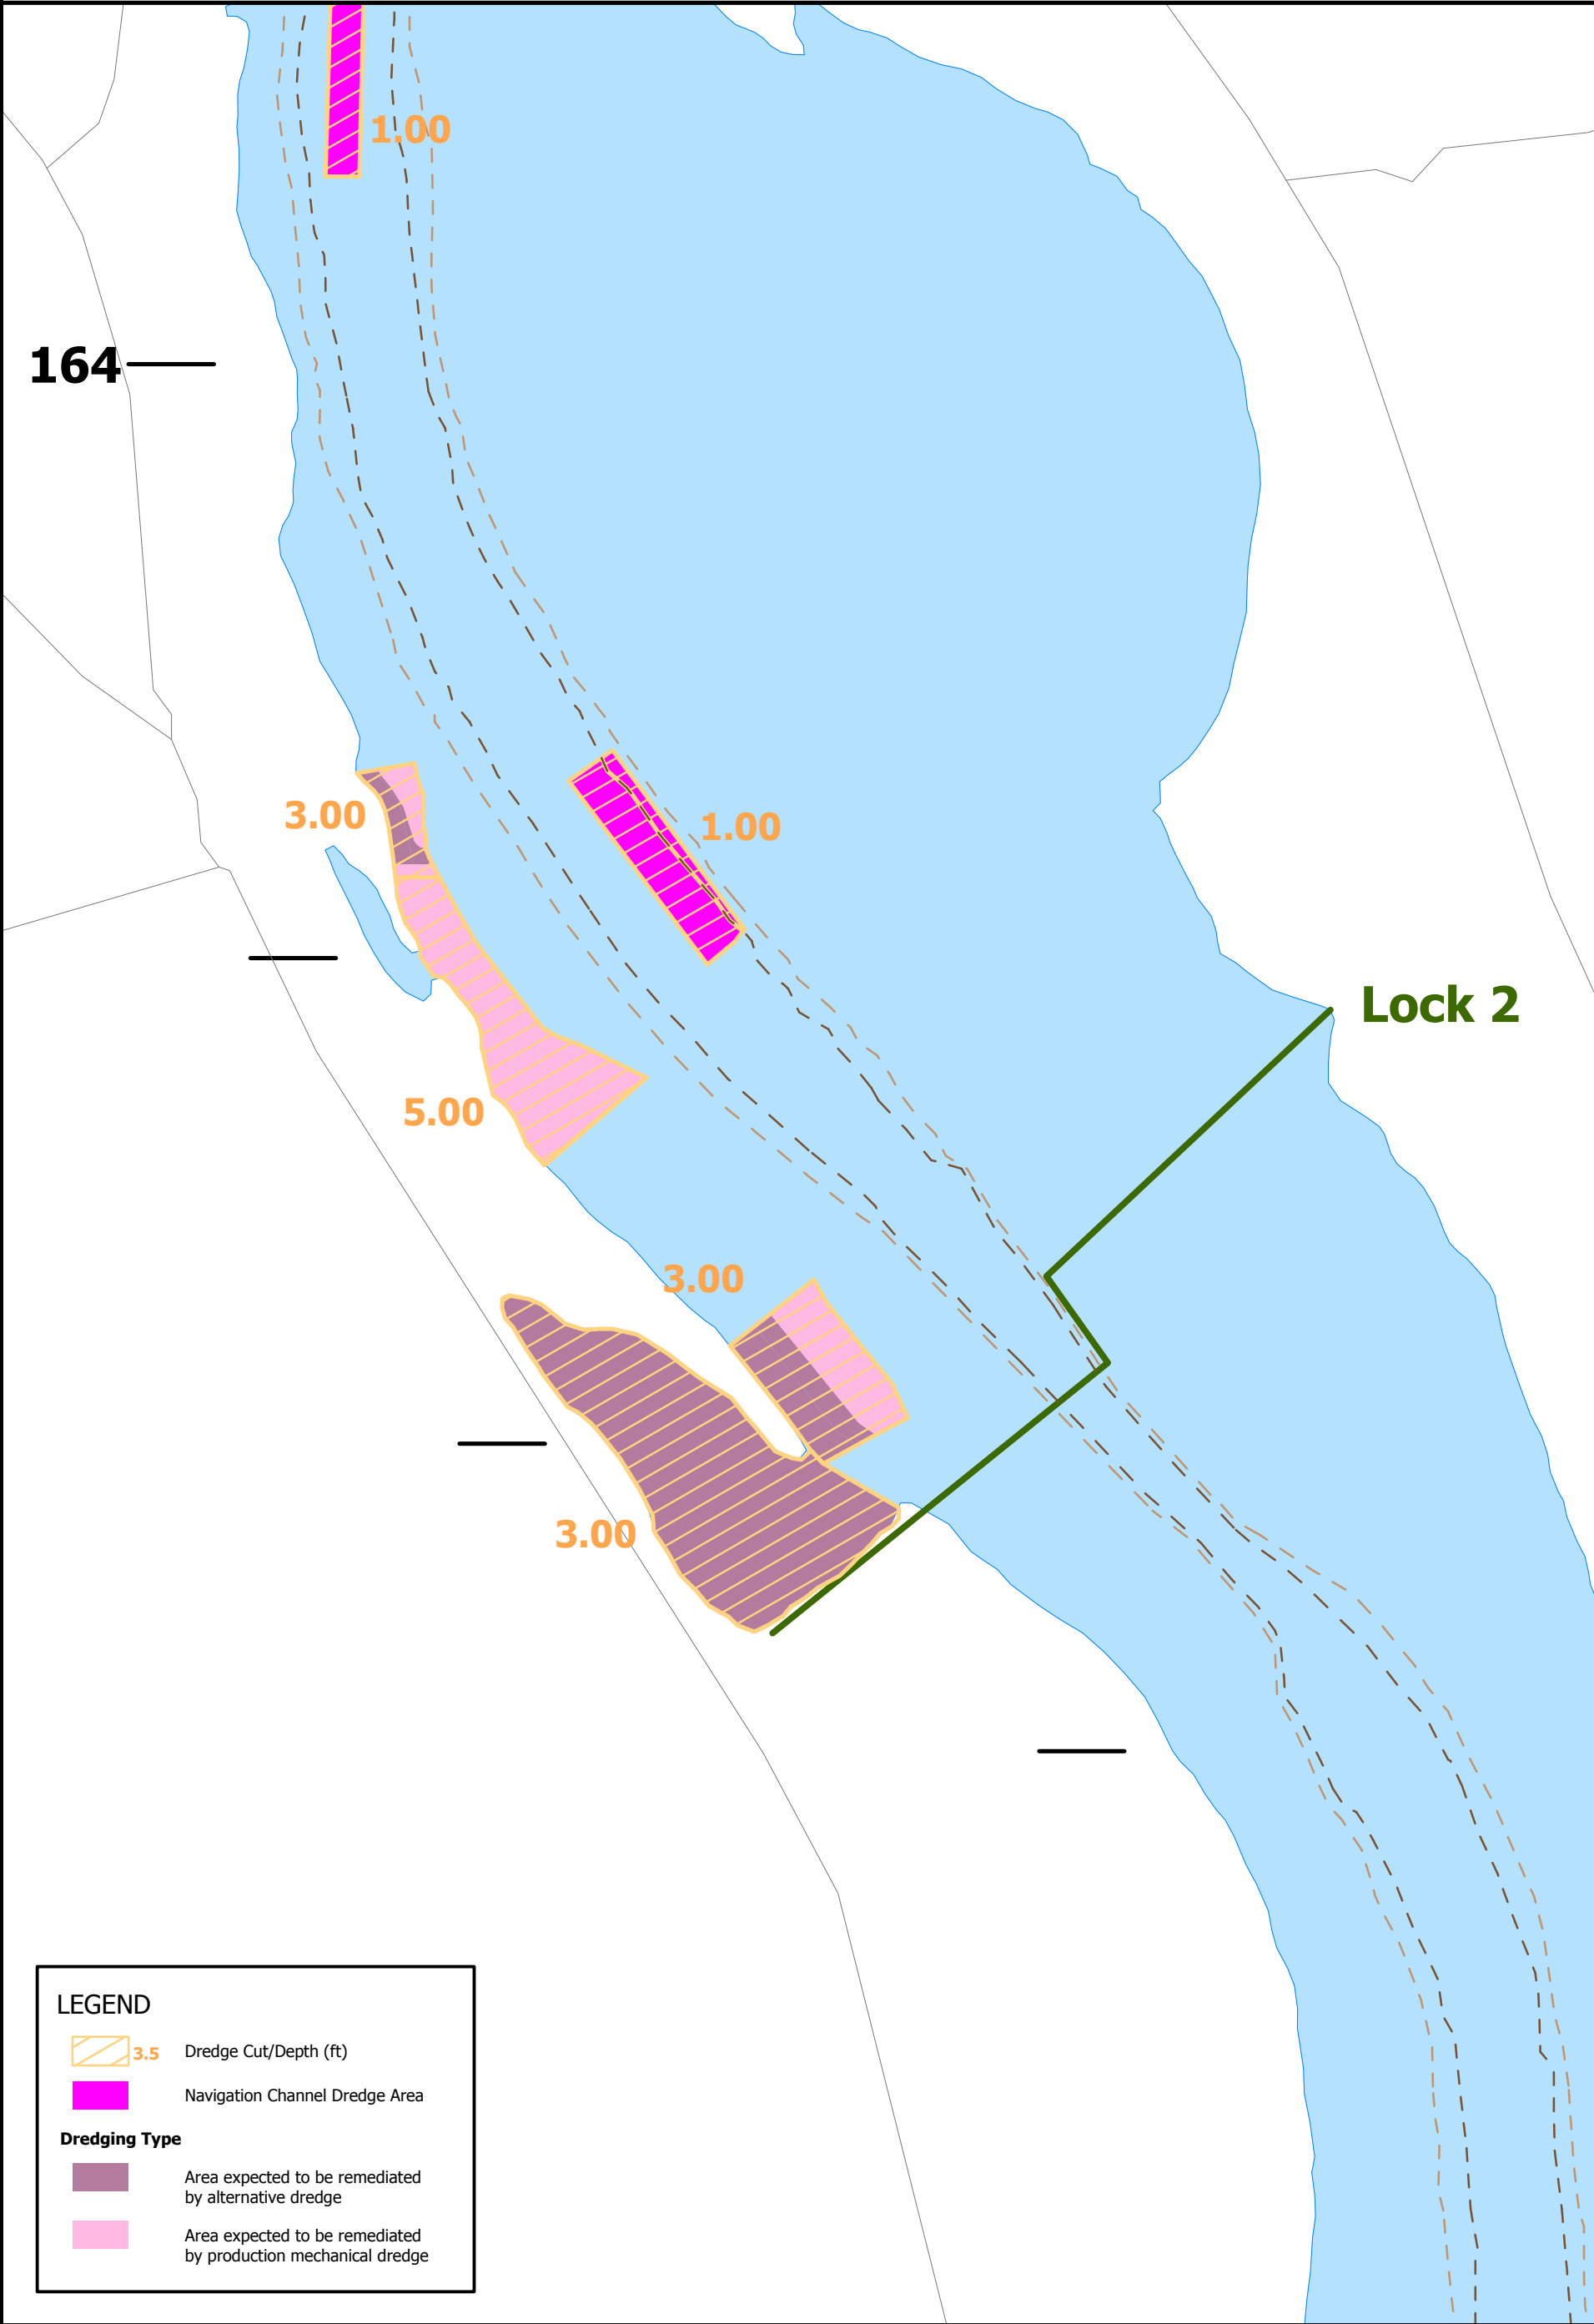 1.00
164
3.00
1.00
Lock 2
5.00
3.00
3.00
LEGEND
3.5 Dredge Cut/Depth (ft)
Navigation Channel Dredge Area
Dredging Type
Area expected to be remediated
by alternative dredge
Area expected to be remediated
by production mechanical dredge